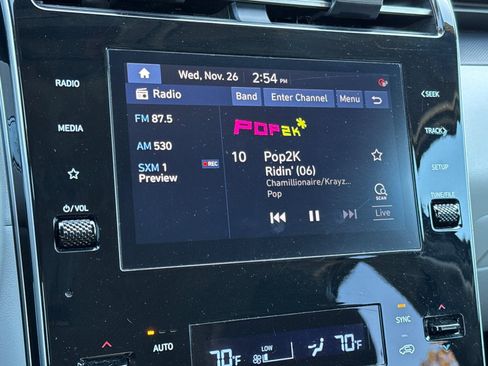 Wed, Nov. 26 2:54 PM
RADIO
Radio Band Enter Channel Menu
SEEK
FM 87.5
POP2K
MEDIA
TRACK
AM 530
10 Pop2K
Ridin' (06)
SXM 1 REC
Preview
Chamillionaire/Krayz...
SETUP
Pop
SCAN
TUNE/FILE
/VOL
Live
SYNC
AUTO
70°F LOW 70°F